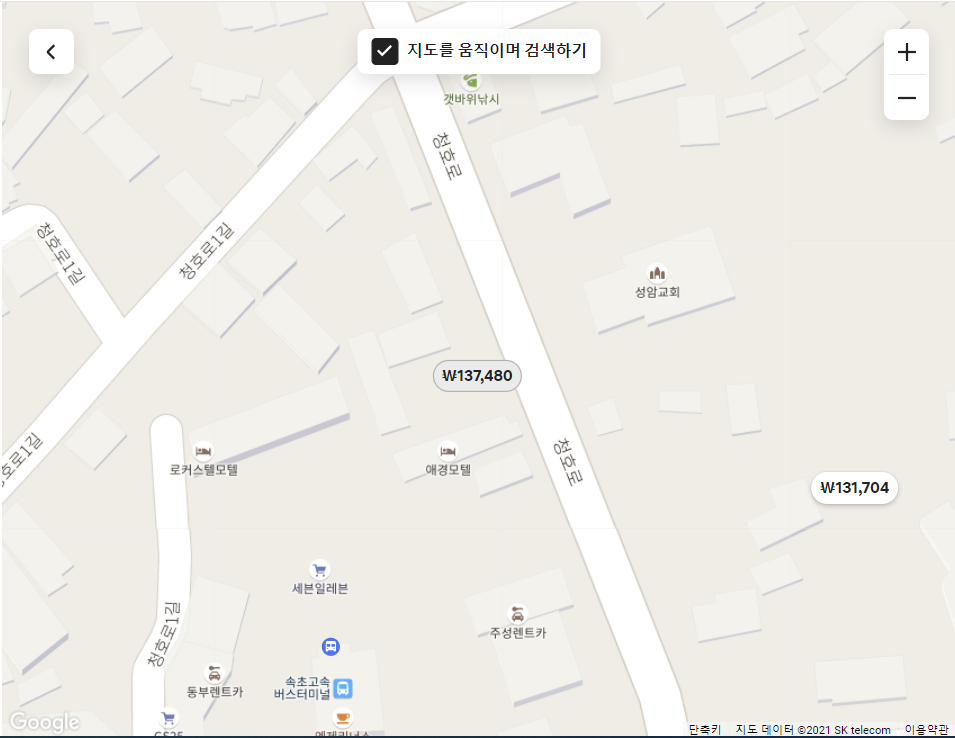 지도를 움직이며 검색하기
갯바위낚시
청호로
청호로1길
청호로1길
성암교회
₩137,480
청호로1길
로커스텔모텔
애경모텔
청호로
₩131,704
세븐일레븐
주성렌트카
청호로1길
속초고속
버스터미널
동부렌트카
GS25
엔제리너스
Google
단축키
지도 데이터 ©2021 SK telecom
이용약관